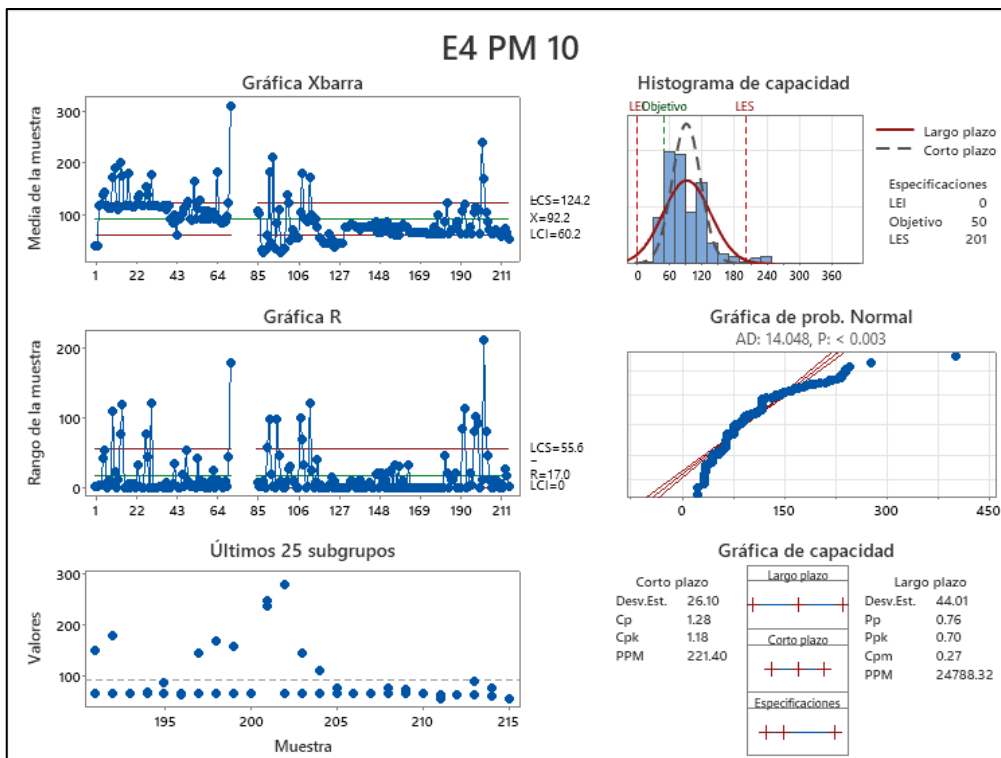 E4 PM 10
Gráfica Xbarra
Media de la muestra
300
200
100
LCS=124.2
X=92.2
LCI=60.2
1 22 43 64 85 106 127 148 169 190 211
Gráfica R
Rango de la muestra
200
100
0
LCS=55.6
R=17.0
LCI=0
1 22 43 64 85 106 127 148 169 190 211
Últimos 25 subgrupos
Valores
300
200
100
195 200 205 210 215
Muestra
Histograma de capacidad
LEI Objetivo LES
0 60 120 180 240 300 360
Largo plazo
Corto plazo
Especificaciones
LEI 0
Objetivo 50
LES 201
Gráfica de prob. Normal
AD: 14.048, P: < 0.003
0 150 300 450
Gráfica de capacidad
Corto plazo
Desv.Est. 26.10
Cp 1.28
Cpk 1.18
PPM 221.40
Largo plazo
Corto plazo
Especificaciones
Largo plazo
Desv.Est. 44.01
Pp 0.76
Ppk 0.70
Cpm 0.27
PPM 24788.32